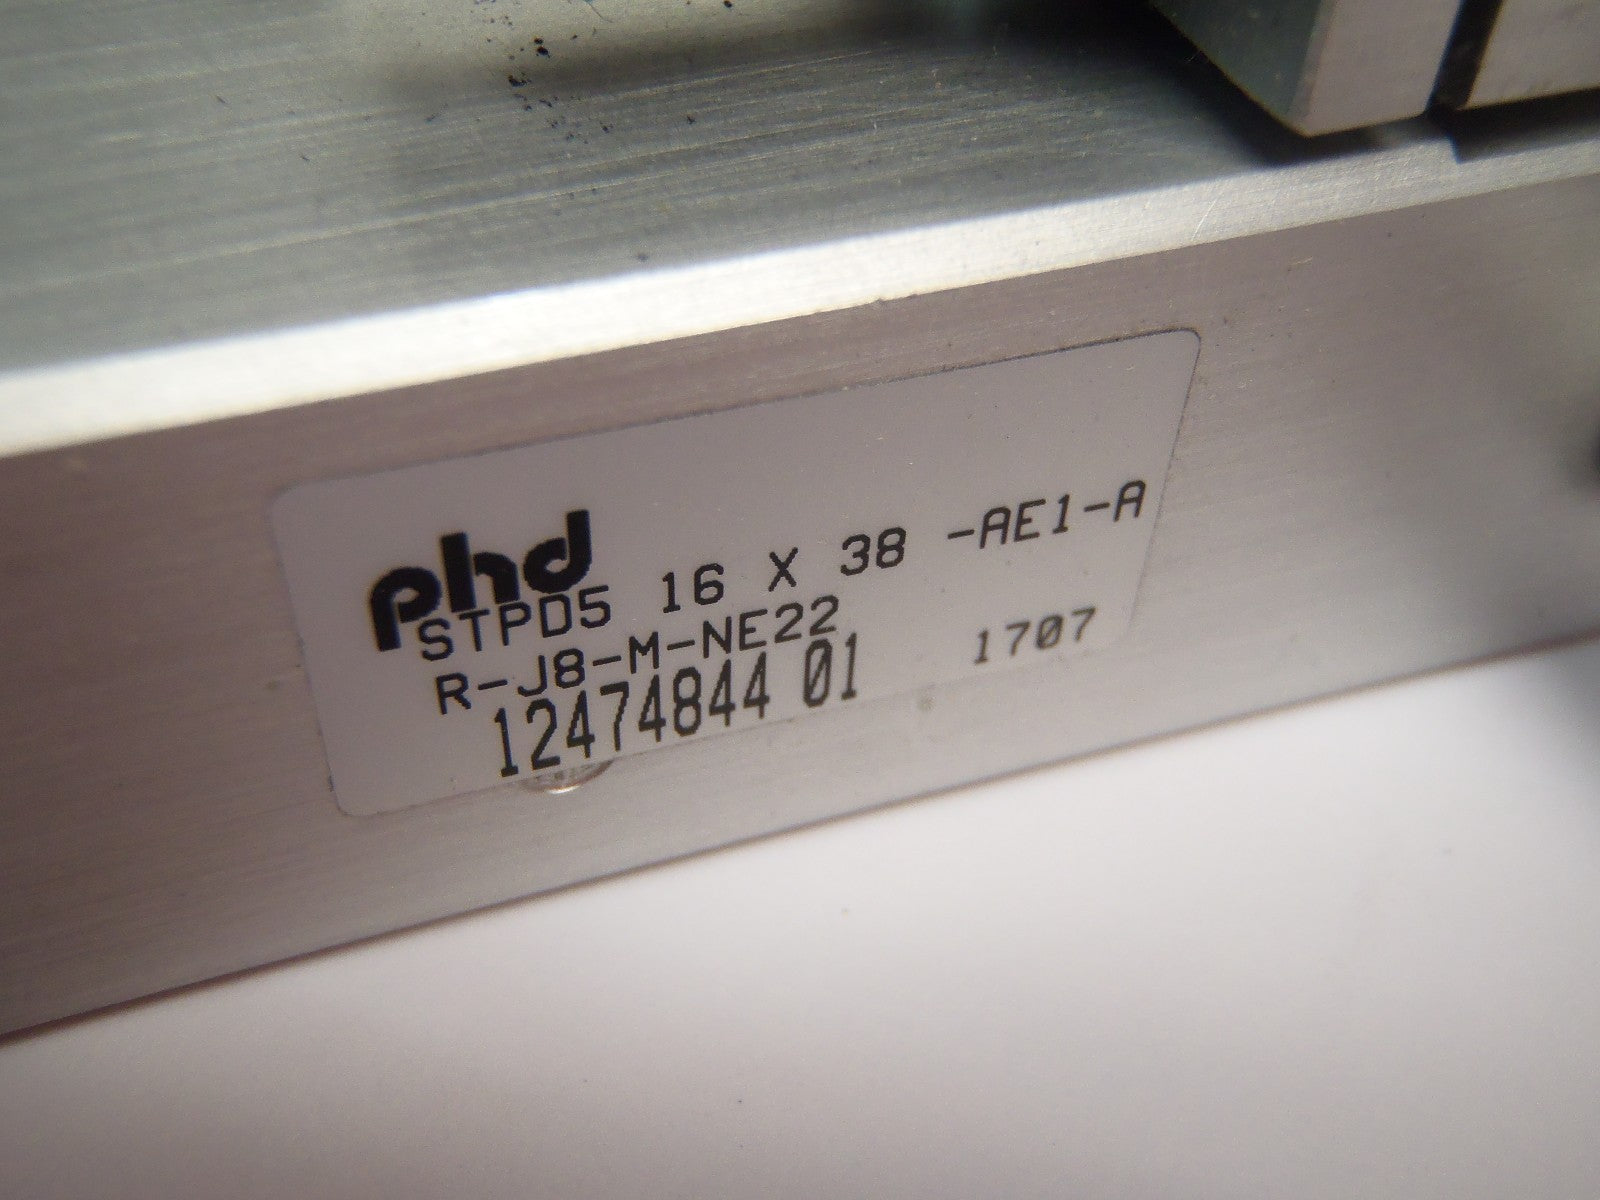 phd
STPD5 16 X 38 -AE1-A
R-J8-M-NE22
12474844 01 1707